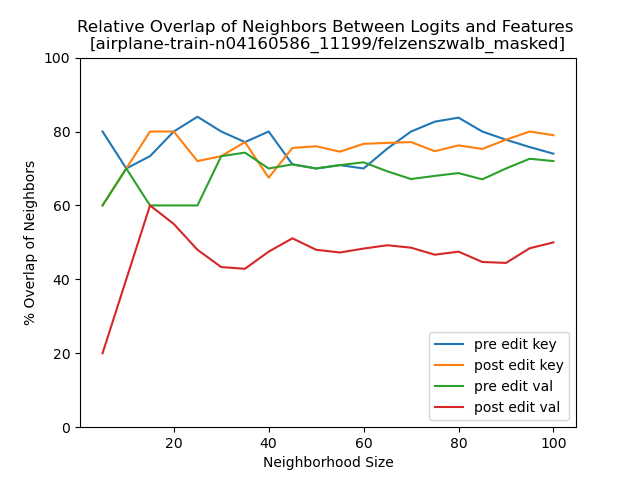 Relative Overlap of Neighbors Between Logits and Features
[airplane-train-n04160586_11199/felzenszwalb_masked]
% Overlap of Neighbors
100
80
60
40
20
0
20 40 60 80 100
Neighborhood Size
pre edit key
post edit key
pre edit val
post edit val